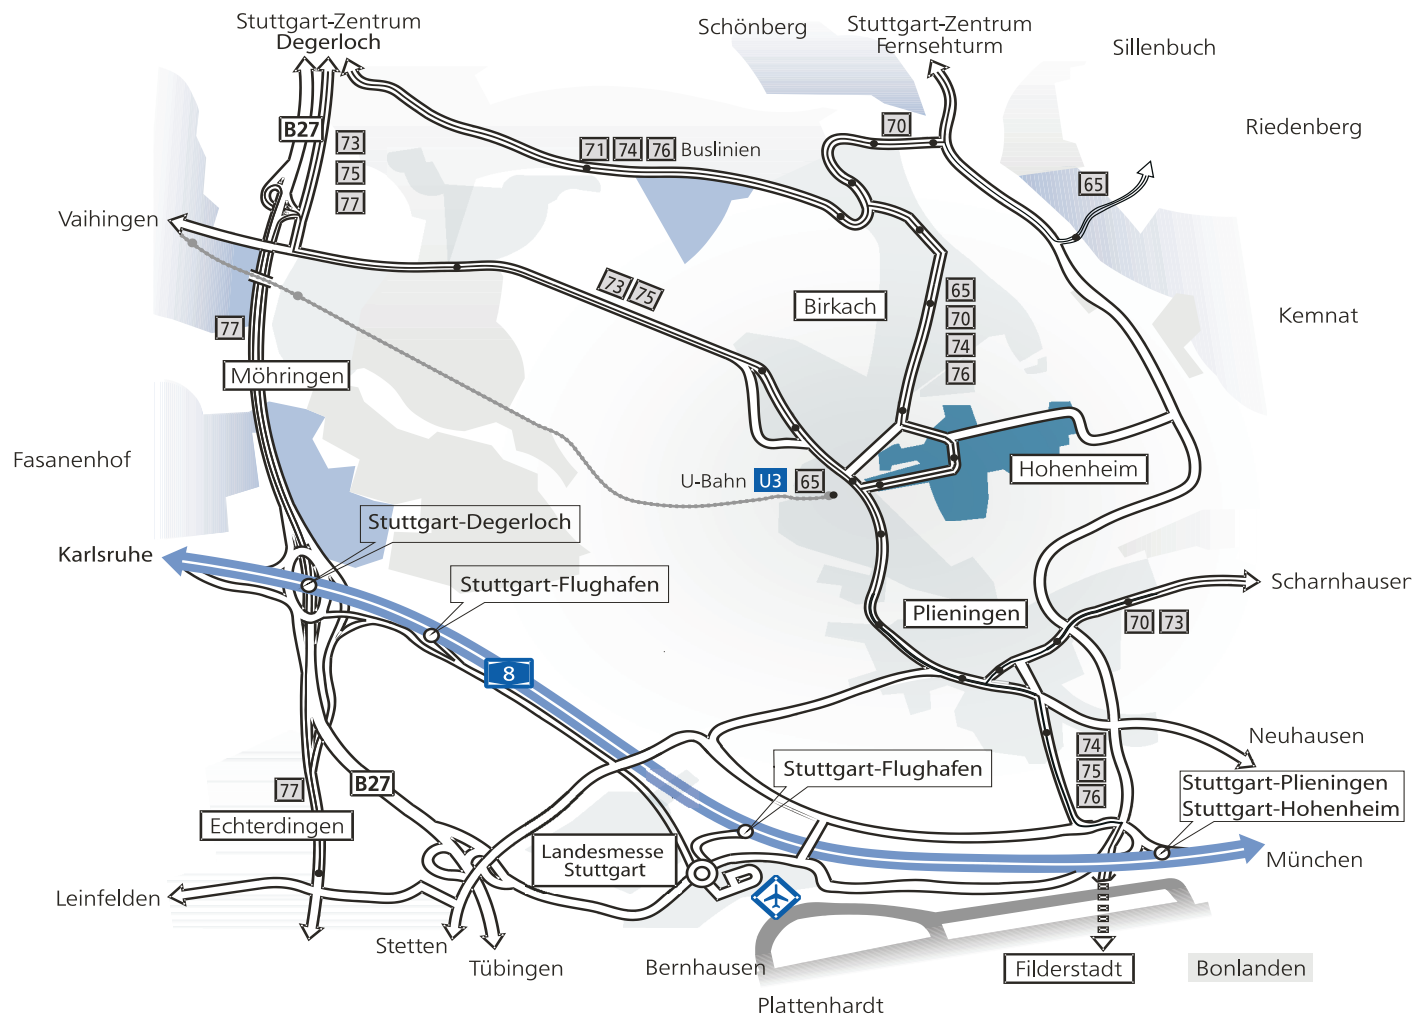 Stuttgart-Zentrum
Degerloch
Schönberg
Stuttgart-Zentrum
Fernsehturm
Sillenbuch
Riedenberg
B27
73
75
77
71 74 76 Buslinien
70
65
Vaihingen
73 75
77
Birkach
65
70
74
76
Kemnat
Möhringen
Fasanenhof
U-Bahn U3 65
Hohenheim
Stuttgart-Degerloch
Karlsruhe
Stuttgart-Flughafen
Plieningen
Scharnhausen
70 73
8
Neuhausen
74
75
76
Stuttgart-Flughafen
Stuttgart-Plieningen
Stuttgart-Hohenheim
77
B27
Echterdingen
Landesmesse
Stuttgart
München
Leinfelden
Stetten
Tübingen
Bernhausen
Filderstadt
Bonlanden
Plattenhardt